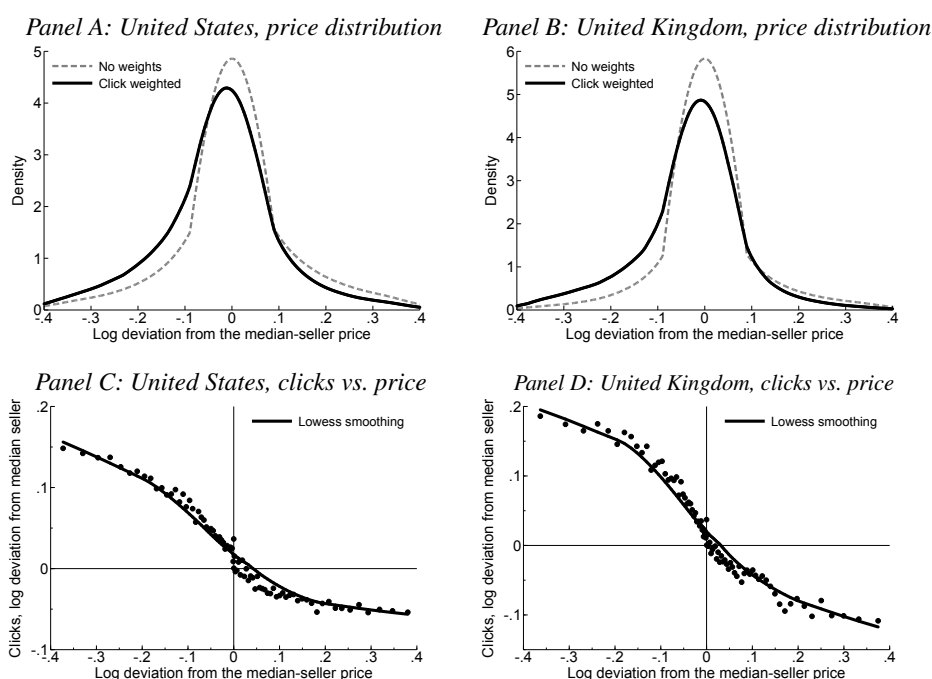 Panel A: United States, price distribution
5
4
3
2
1
0
Density
No weights
Click weighted
-.4 -.3 -.2 -.1 0 .1 .2 .3 .4
Log deviation from the median-seller price
Panel B: United Kingdom, price distribution
6
5
4
3
2
1
0
Density
No weights
Click weighted
-.4 -.3 -.2 -.1 0 .1 .2 .3 .4
Log deviation from the median-seller price
Panel C: United States, clicks vs. price
.2
.1
0
-.1
Clicks, log deviation from median seller
Lowess smoothing
-.4 -.3 -.2 -.1 0 .1 .2 .3 .4
Log deviation from the median-seller price
Panel D: United Kingdom, clicks vs. price
.2
.1
0
-.1
Clicks, log deviation from median seller
Lowess smoothing
-.4 -.3 -.2 -.1 0 .1 .2 .3 .4
Log deviation from the median-seller price